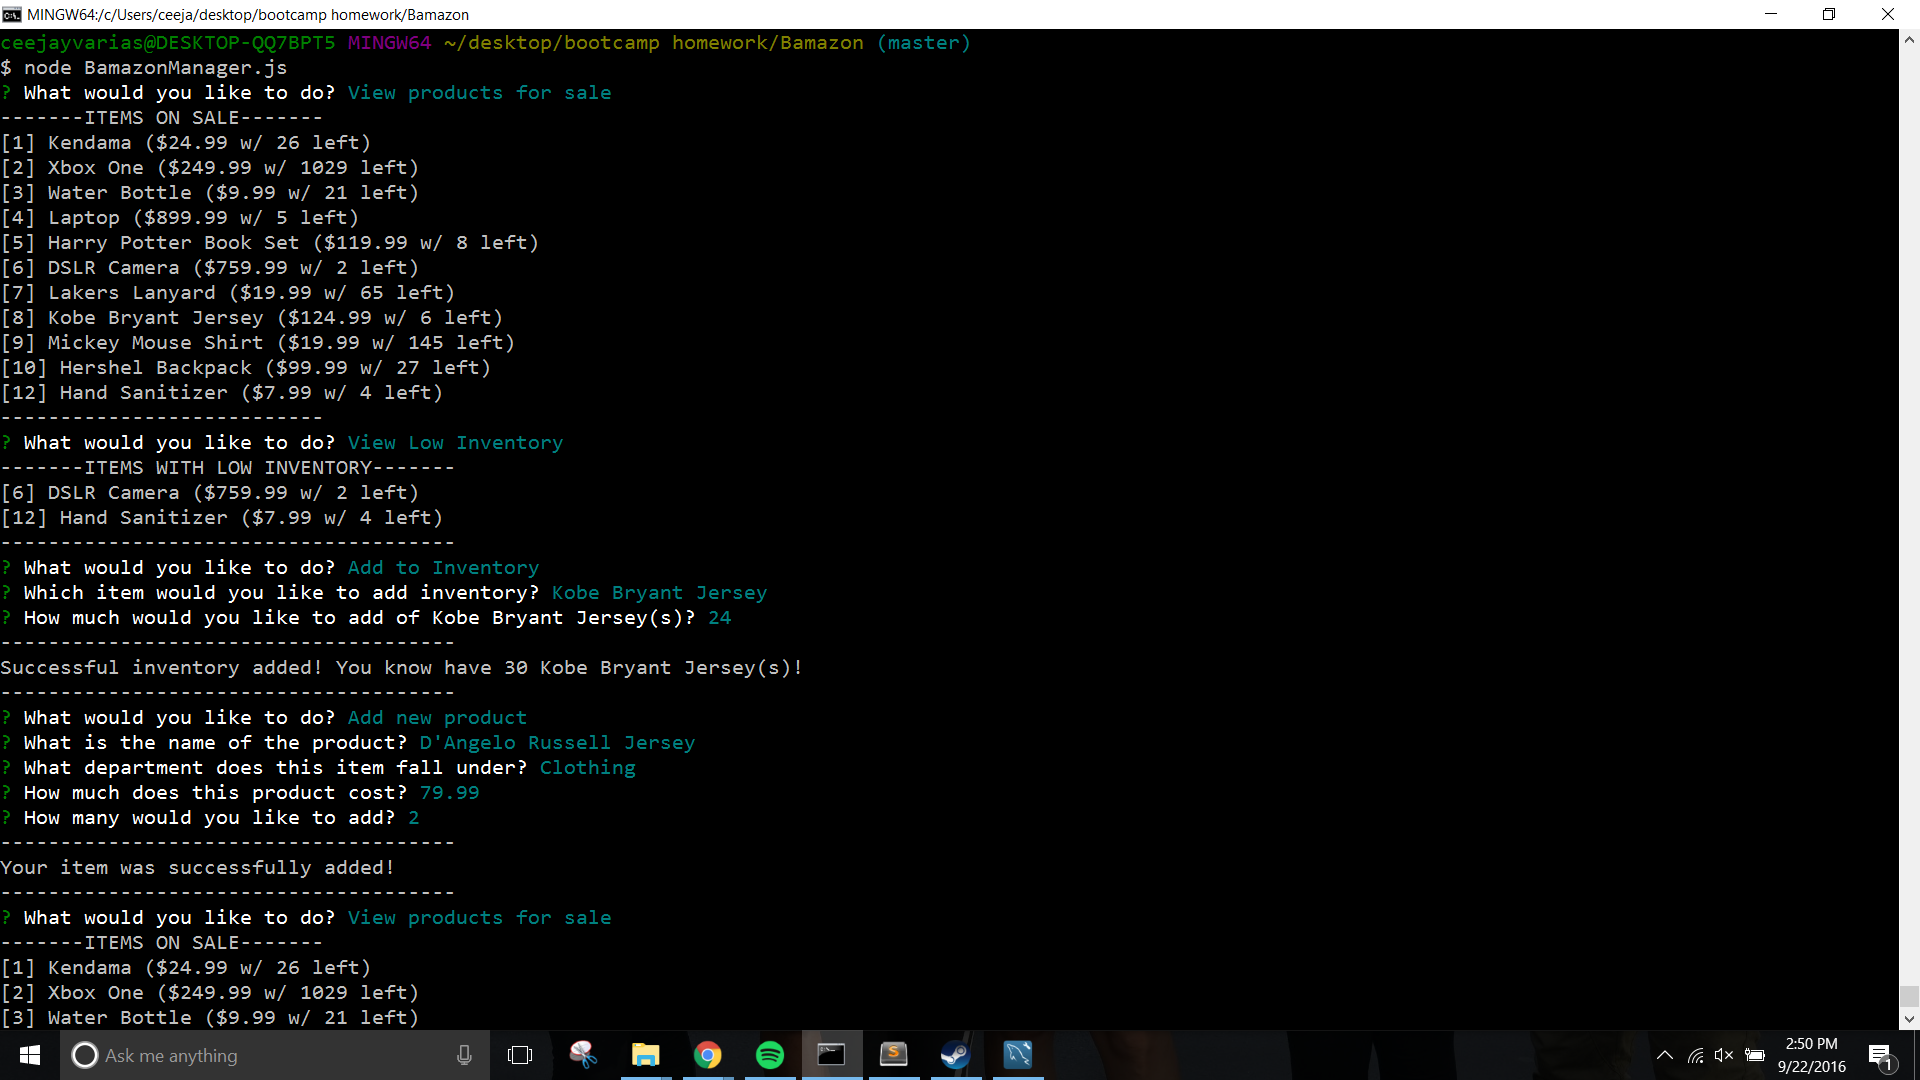 MINGW64:/c/Users/ceeja/desktop/bootcamp homework/Bamazon
ceejayvarias@DESKTOP-QQ7BPT5 MINGW64 ~/desktop/bootcamp homework/Bamazon (master)
$ node BamazonManager.js
? What would you like to do? View products for sale
-------ITEMS ON SALE-------
[1] Kendama ($24.99 w/ 26 left)
[2] Xbox One ($249.99 w/ 1029 left)
[3] Water Bottle ($9.99 w/ 21 left)
[4] Laptop ($899.99 w/ 5 left)
[5] Harry Potter Book Set ($119.99 w/ 8 left)
[6] DSLR Camera ($759.99 w/ 2 left)
[7] Lakers Lanyard ($19.99 w/ 65 left)
[8] Kobe Bryant Jersey ($124.99 w/ 6 left)
[9] Mickey Mouse Shirt ($19.99 w/ 145 left)
[10] Hershel Backpack ($99.99 w/ 27 left)
[12] Hand Sanitizer ($7.99 w/ 4 left)
---------------------------
? What would you like to do? View Low Inventory
-------ITEMS WITH LOW INVENTORY-------
[6] DSLR Camera ($759.99 w/ 2 left)
[12] Hand Sanitizer ($7.99 w/ 4 left)
--------------------------------------
? What would you like to do? Add to Inventory
? Which item would you like to add inventory? Kobe Bryant Jersey
? How much would you like to add of Kobe Bryant Jersey(s)? 24
--------------------------------------
Successful inventory added! You know have 30 Kobe Bryant Jersey(s)!
--------------------------------------
? What would you like to do? Add new product
? What is the name of the product? D'Angelo Russell Jersey
? What department does this item fall under? Clothing
? How much does this product cost? 79.99
? How many would you like to add? 2
--------------------------------------
Your item was successfully added!
--------------------------------------
? What would you like to do? View products for sale
-------ITEMS ON SALE-------
[1] Kendama ($24.99 w/ 26 left)
[2] Xbox One ($249.99 w/ 1029 left)
[3] Water Bottle ($9.99 w/ 21 left)
Ask me anything
2:50 PM
9/22/2016
1